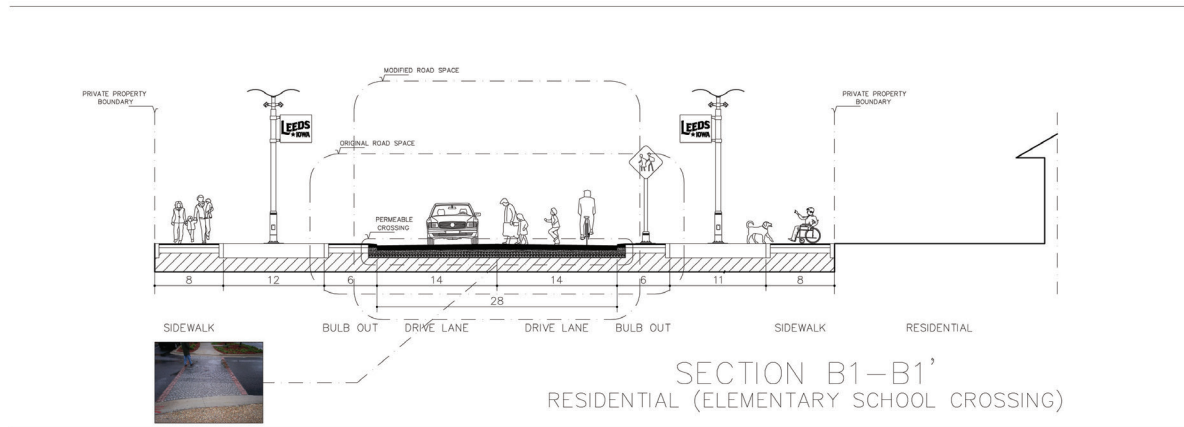 MODIFIED ROAD SPACE
PRIVATE PROPERTY
BOUNDARY
PRIVATE PROPERTY
BOUNDARY
LEEDS
IOWA
LEEDS
IOWA
ORIGINAL ROAD SPACE
PERMEABLE
CROSSING
8 12 6 14 14 6 11 8
28
SIDEWALK BULB OUT DRIVE LANE DRIVE LANE BULB OUT SIDEWALK RESIDENTIAL
SECTION B1-B1'
RESIDENTIAL (ELEMENTARY SCHOOL CROSSING)